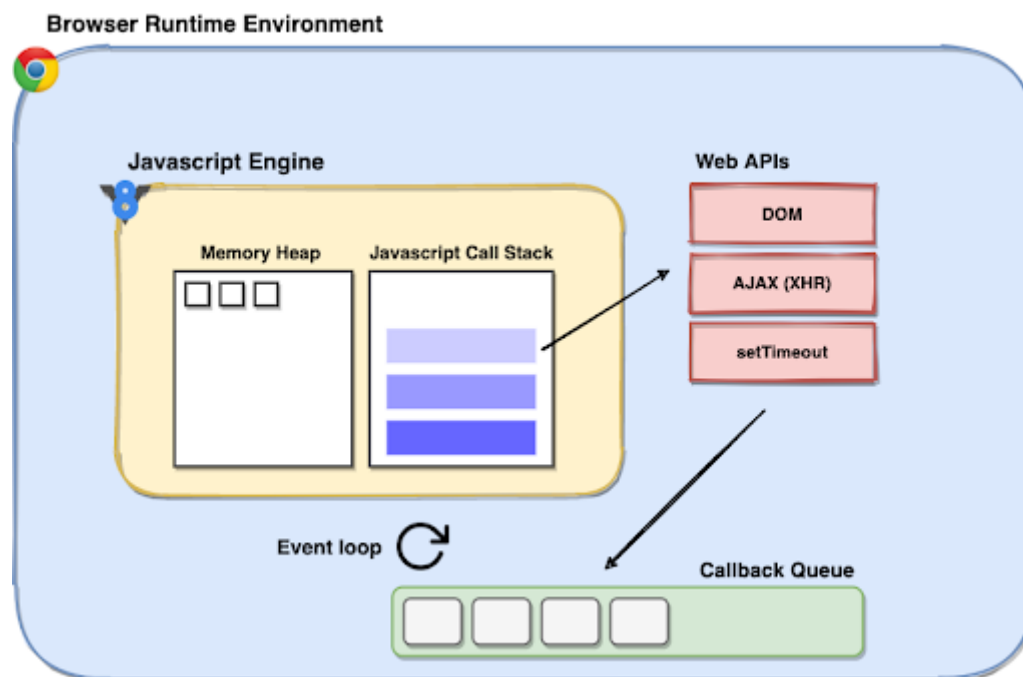 Browser Runtime Environment
Javascript Engine
Web APIs
DOM
Memory Heap
Javascript Call Stack
AJAX (XHR)
setTimeout
Event loop
Callback Queue